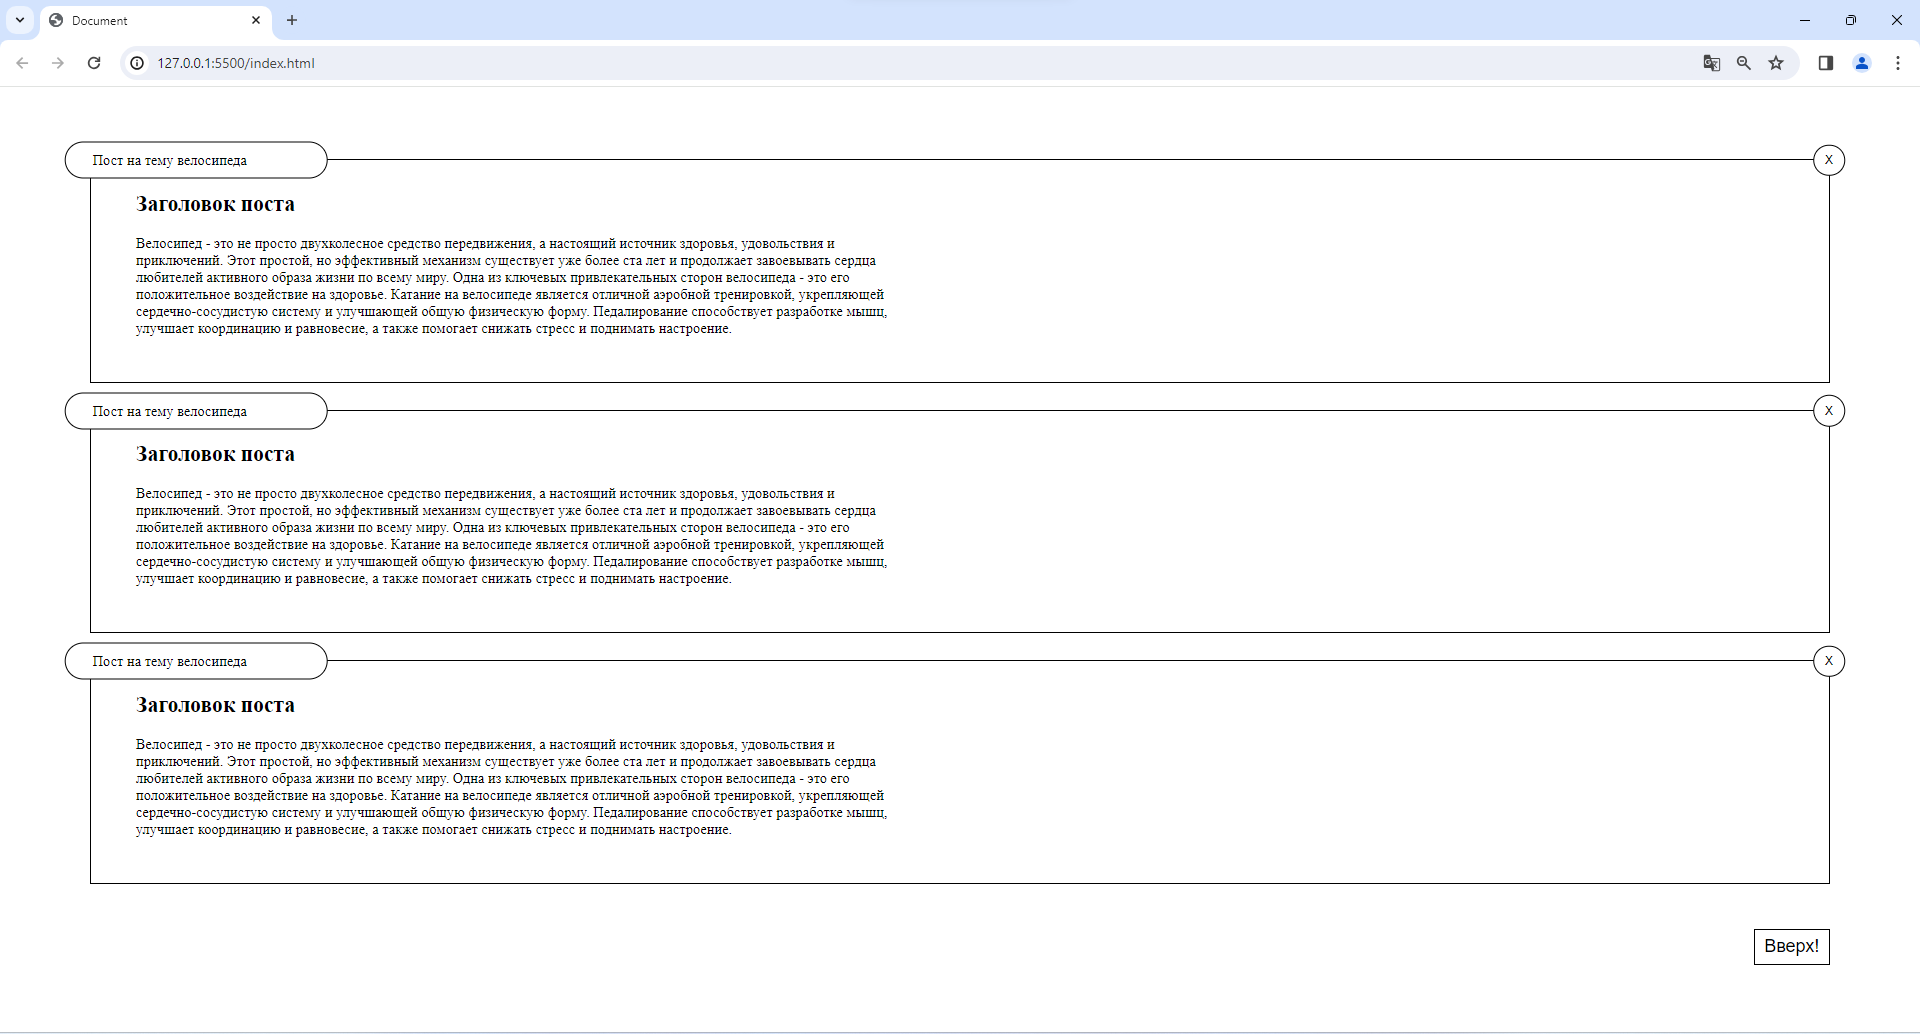 Document
127.0.0.1:5500/index.html
Пост на тему велосипеда
X
Заголовок поста
Велосипед - это не просто двухколесное средство передвижения, а настоящий источник здоровья, удовольствия и
приключений. Этот простой, но эффективный механизм существует уже более ста лет и продолжает завоевывать сердца
любителей активного образа жизни по всему миру. Одна из ключевых привлекательных сторон велосипеда - это его
положительное воздействие на здоровье. Катание на велосипеде является отличной аэробной тренировкой, укрепляющей
сердечно-сосудистую систему и улучшающей общую физическую форму. Педалирование способствует разработке мышц,
улучшает координацию и равновесие, а также помогает снижать стресс и поднимать настроение.
Пост на тему велосипеда
X
Заголовок поста
Велосипед - это не просто двухколесное средство передвижения, а настоящий источник здоровья, удовольствия и
приключений. Этот простой, но эффективный механизм существует уже более ста лет и продолжает завоевывать сердца
любителей активного образа жизни по всему миру. Одна из ключевых привлекательных сторон велосипеда - это его
положительное воздействие на здоровье. Катание на велосипеде является отличной аэробной тренировкой, укрепляющей
сердечно-сосудистую систему и улучшающей общую физическую форму. Педалирование способствует разработке мышц,
улучшает координацию и равновесие, а также помогает снижать стресс и поднимать настроение.
Пост на тему велосипеда
X
Заголовок поста
Велосипед - это не просто двухколесное средство передвижения, а настоящий источник здоровья, удовольствия и
приключений. Этот простой, но эффективный механизм существует уже более ста лет и продолжает завоевывать сердца
любителей активного образа жизни по всему миру. Одна из ключевых привлекательных сторон велосипеда - это его
положительное воздействие на здоровье. Катание на велосипеде является отличной аэробной тренировкой, укрепляющей
сердечно-сосудистую систему и улучшающей общую физическую форму. Педалирование способствует разработке мышц,
улучшает координацию и равновесие, а также помогает снижать стресс и поднимать настроение.
Вверх!